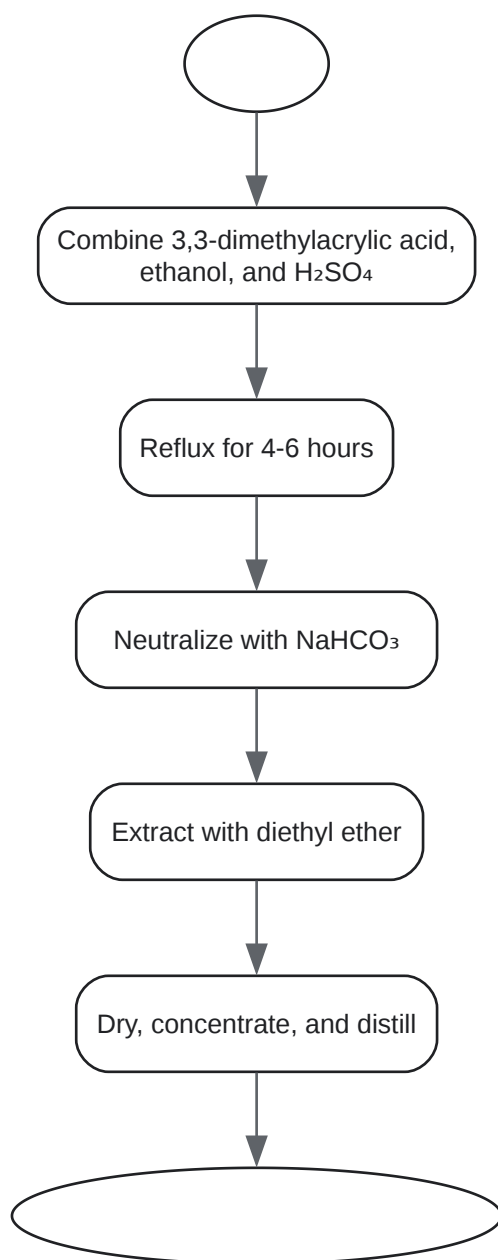 Combine 3,3-dimethylacrylic acid,
ethanol, and H₂SO₄
Reflux for 4-6 hours
Neutralize with NaHCO₃
Extract with diethyl ether
Dry, concentrate, and distill